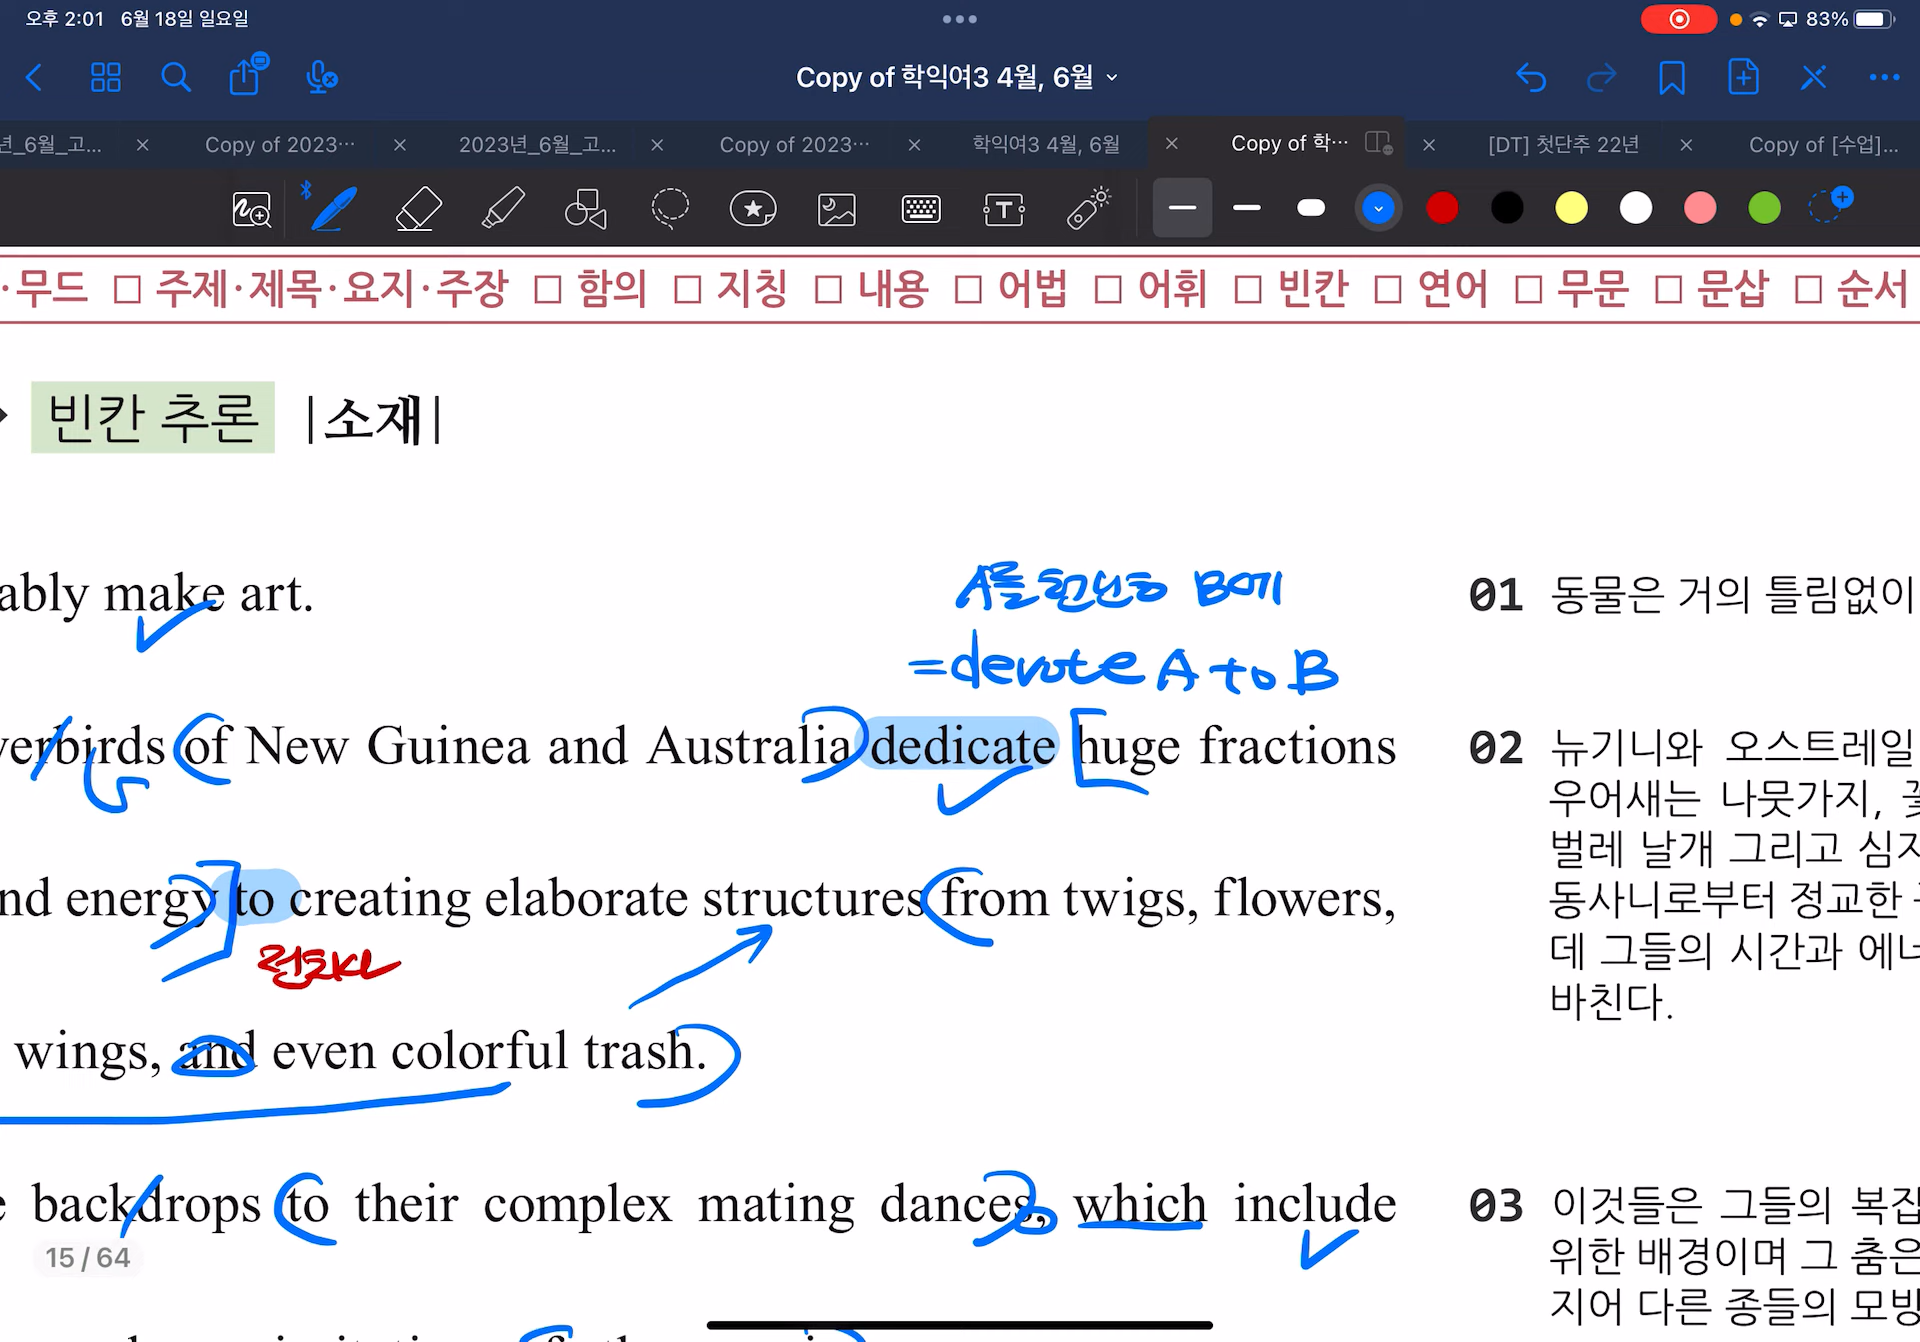 오후 2:01 6월 18일 일요일
83%
Copy of 학익여3 4월, 6월
년_6월_고...
Copy of 2023...
2023년_6월_고...
Copy of 2023...
학익여3 4월, 6월
Copy of 학...
[DT] 첫단추 22년
Copy of [수업]...
·무드 □ 주제·제목·요지·주장 □ 함의 □ 지칭 □ 내용 □ 어법 □ 어휘 □ 빈칸 □ 연어 □ 무문 □ 문삽 □ 순서
빈칸 추론 |소재|
A를 헌신하다 B에
ably make art.
01 동물은 거의 틀림없이
=devote A to B
verbirds of New Guinea and Australia dedicate huge fractions
02 뉴기니와 오스트레일
우어새는 나뭇가지, 꽃
벌레 날개 그리고 심지
nd energy to creating elaborate structures from twigs, flowers,
동사니로부터 정교한
전치사
데 그들의 시간과 에너
바친다.
wings, and even colorful trash.
e backdrops to their complex mating dances, which include
03 이것들은 그들의 복잡
위한 배경이며 그 춤은
지어 다른 종들의 모방
15 / 64